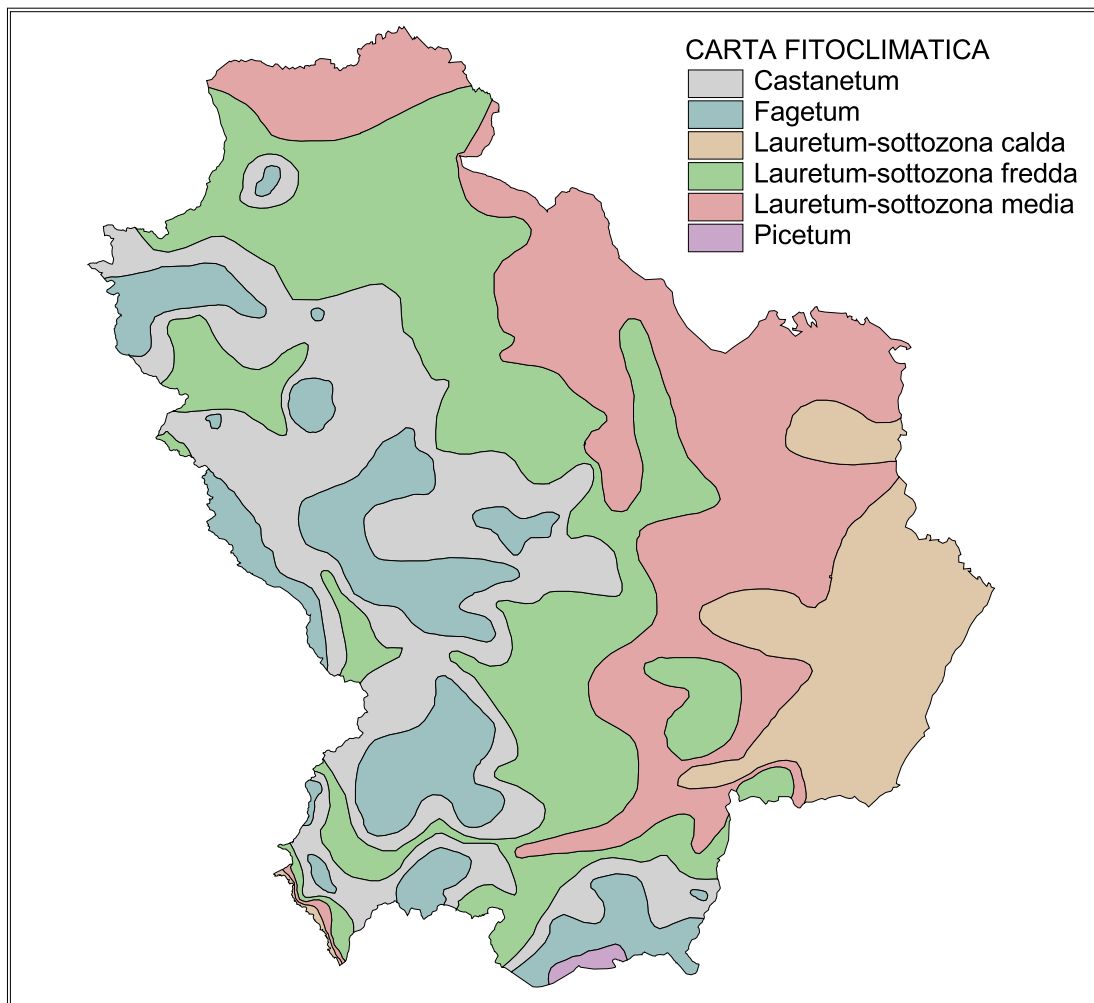 CARTA FITOCLIMATICA
Castanetum
Fagetum
Lauretum-sottozona calda
Lauretum-sottozona fredda
Lauretum-sottozona media
Picetum